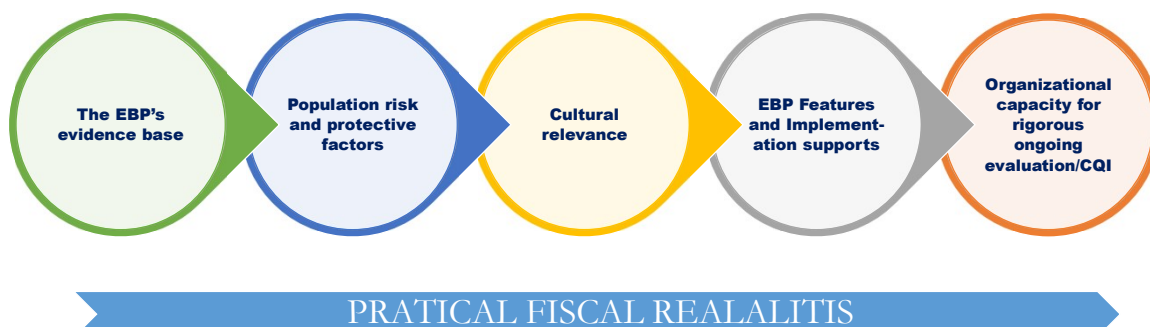 The EBP's
evidence base
Population risk
and protective
factors
Cultural
relevance
EBP Features
and Implement-
ation supports
Organizational
capacity for
rigorous
ongoing
evaluation/CQI
PRATICAL FISCAL REALALITIS